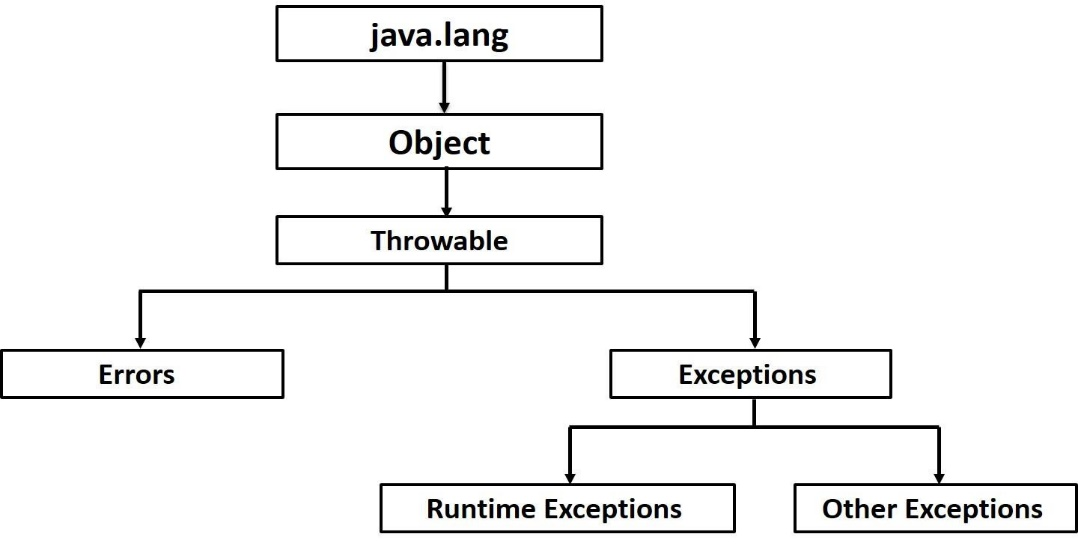 java.lang
Object
Throwable
Errors
Exceptions
Runtime Exceptions
Other Exceptions